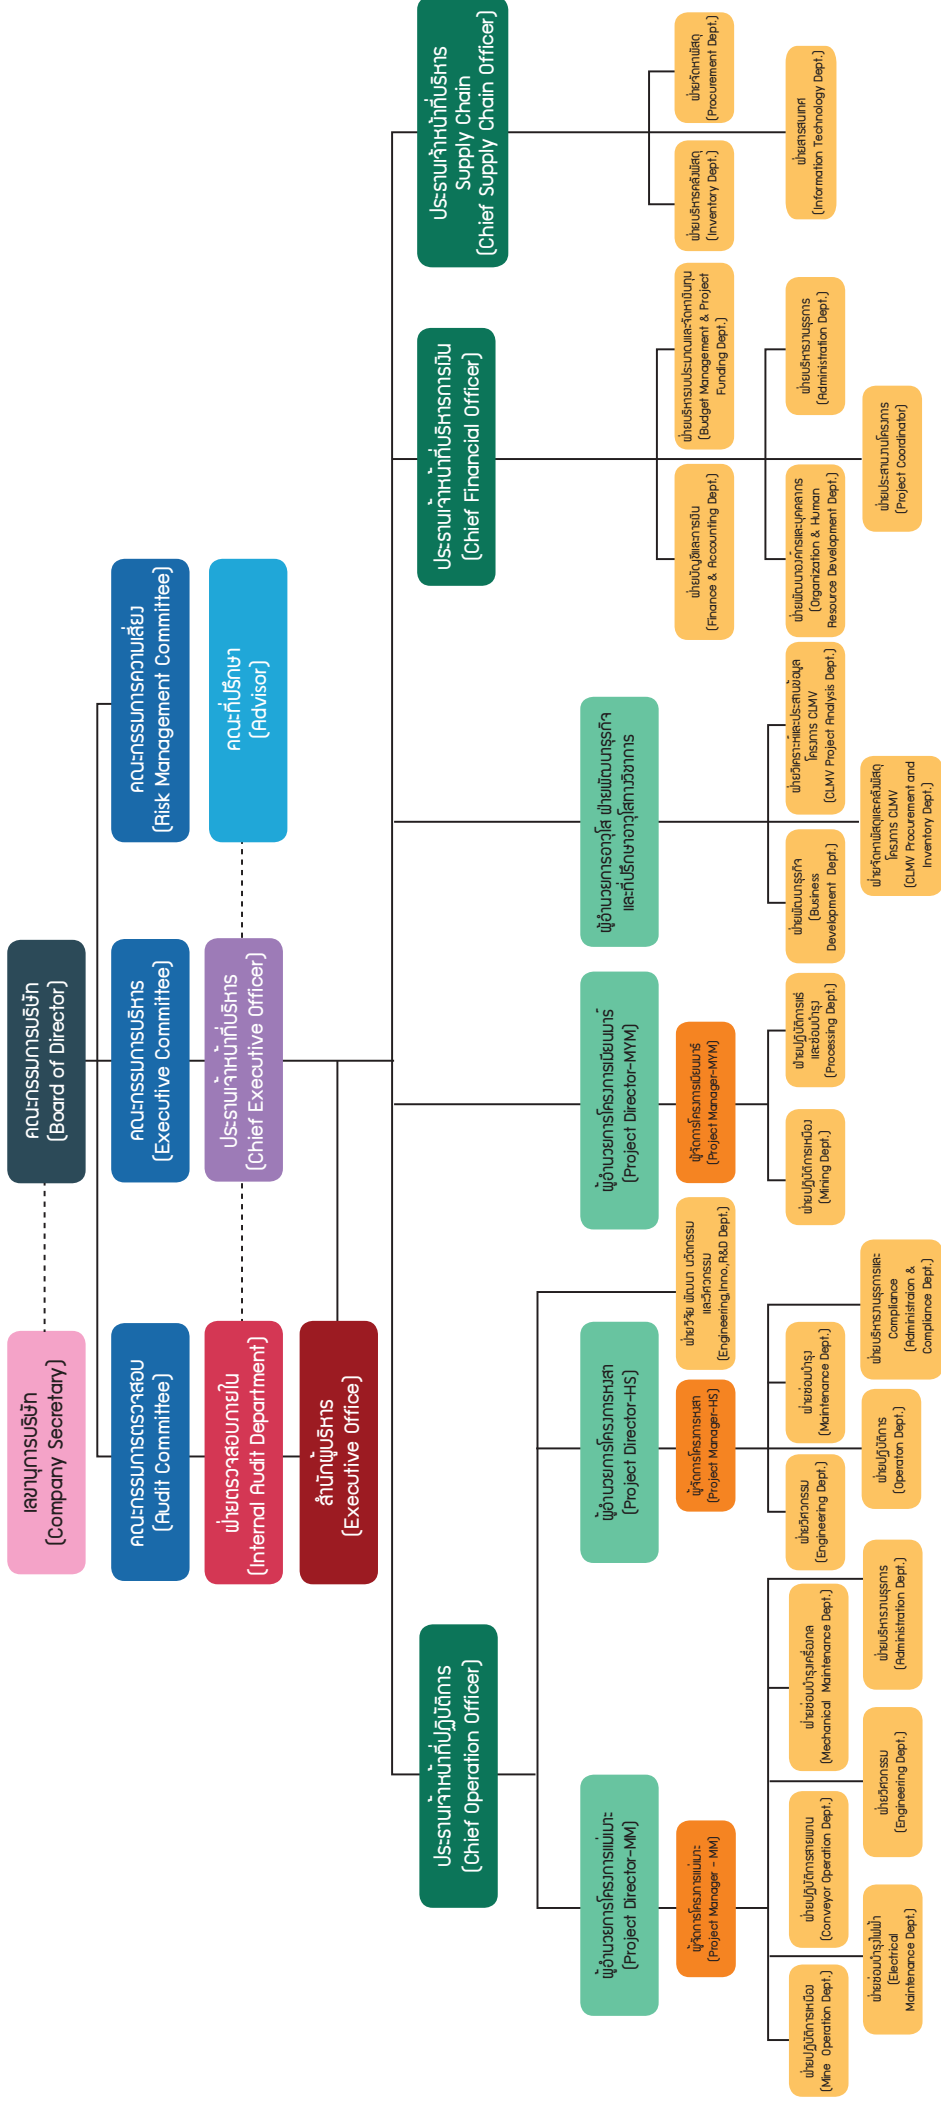 คณะกรรมการบริษัท
(Board of Director)
เลขานุการบริษัท
(Company Secretary)
คณะกรรมการตรวจสอบ
(Audit Committee)
คณะกรรมการบริหาร
(Executive Committee)
คณะกรรมการความเสี่ยง
(Risk Management Committee)
ฝ่ายตรวจสอบภายใน
(Internal Audit Department)
ประธานเจ้าหน้าที่บริหาร
(Chief Executive Officer)
คณะที่ปรึกษา
(Advisor)
สำนักผู้บริหาร
(Executive Office)
ประธานเจ้าหน้าที่ปฏิบัติการ
(Chief Operation Officer)
ประธานเจ้าหน้าที่บริหารการเงิน
(Chief Financial Officer)
ประธานเจ้าหน้าที่บริหาร
Supply Chain
(Chief Supply Chain Officer)
ผู้อำนวยการโครงการแม่เมาะ
(Project Director-MM)
ผู้อำนวยการโครงการหงสา
(Project Director-HS)
ฝ่ายวิจัย พัฒนา นวัตกรรม
และวิศวกรรม
(Engineering,Inno.,R&D Dept.)
ผู้อำนวยการโครงการเมียนมาร์
(Project Director-MYM)
ผู้อำนวยการอาวุโส ฝ่ายพัฒนาธุรกิจ
และที่ปรึกษาอาวุโสทางวิชาการ
ผู้จัดการโครงการแม่เมาะ
(Project Manager - MM)
ผู้จัดการโครงการหงสา
(Project Manager-HS)
ผู้จัดการโครงการเมียนมาร์
(Project Manager-MYM)
ฝ่ายบัญชีและการเงิน
(Finance & Accounting Dept.)
ฝ่ายบริหารงบประมาณและจัดหาเงินทุน
(Budget Management & Project
Funding Dept.)
ฝ่ายบริหารคลังพัสดุ
(Inventory Dept.)
ฝ่ายจัดหาพัสดุ
(Procurement Dept.)
ฝ่ายปฏิบัติการเหมือง
(Mine Operation Dept.)
ฝ่ายปฏิบัติการสายพาน
(Conveyor Operation Dept.)
ฝ่ายซ่อมบำรุงเครื่องกล
(Mechanical Maintenance Dept.)
ฝ่ายวิศวกรรม
(Engineering Dept.)
ฝ่ายซ่อมบำรุง
(Maintenance Dept.)
ฝ่ายปฏิบัติการเหมือง
(Mining Dept.)
ฝ่ายปฏิบัติการแร่
และซ่อมบำรุง
(Processing Dept.)
ฝ่ายพัฒนาธุรกิจ
(Business
Development Dept.)
ฝ่ายวิเคราะห์และประสานข้อมูล
โครงการ CLMV
(CLMV Project Analysis Dept.)
ฝ่ายพัฒนาองค์กรและบุคคลากร
(Organization & Human
Resource Development Dept.)
ฝ่ายบริหารงานธุรการ
(Administration Dept.)
ฝ่ายสารสนเทศ
(Information Technology Dept.)
ฝ่ายซ่อมบำรุงไฟฟ้า
(Electrical
Maintenance Dept.)
ฝ่ายวิศวกรรม
(Engineering Dept.)
ฝ่ายบริหารงานธุรการ
(Administration Dept.)
ฝ่ายปฏิบัติการ
(Operaton Dept.)
ฝ่ายบริหารงานธุรการและ
Compliance
(Administraion &
Compliance Dept.)
ฝ่ายจัดหาพัสดุและคลังพัสดุ
โครงการ CLMV
(CLMV Procurement and
Inventory Dept.)
ฝ่ายประสานงานโครงการ
(Project Coordinator)